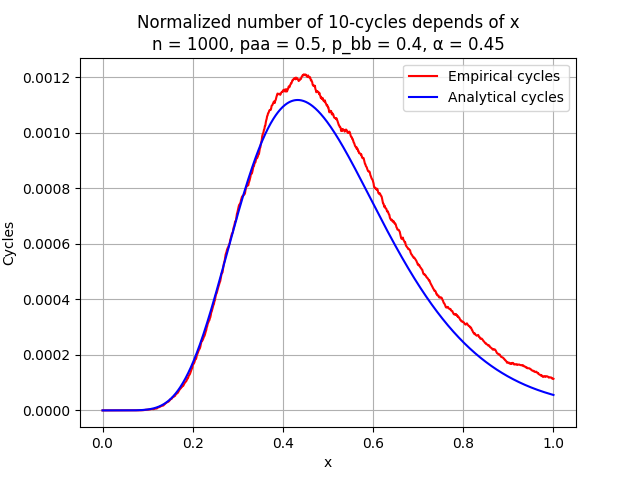 Normalized number of 10-cycles depends of x
n = 1000, paa = 0.5, p_bb = 0.4, α = 0.45
Empirical cycles
Analytical cycles
0.0012
0.0010
0.0008
0.0006
0.0004
0.0002
0.0000
Cycles
0.0 0.2 0.4 0.6 0.8 1.0
x